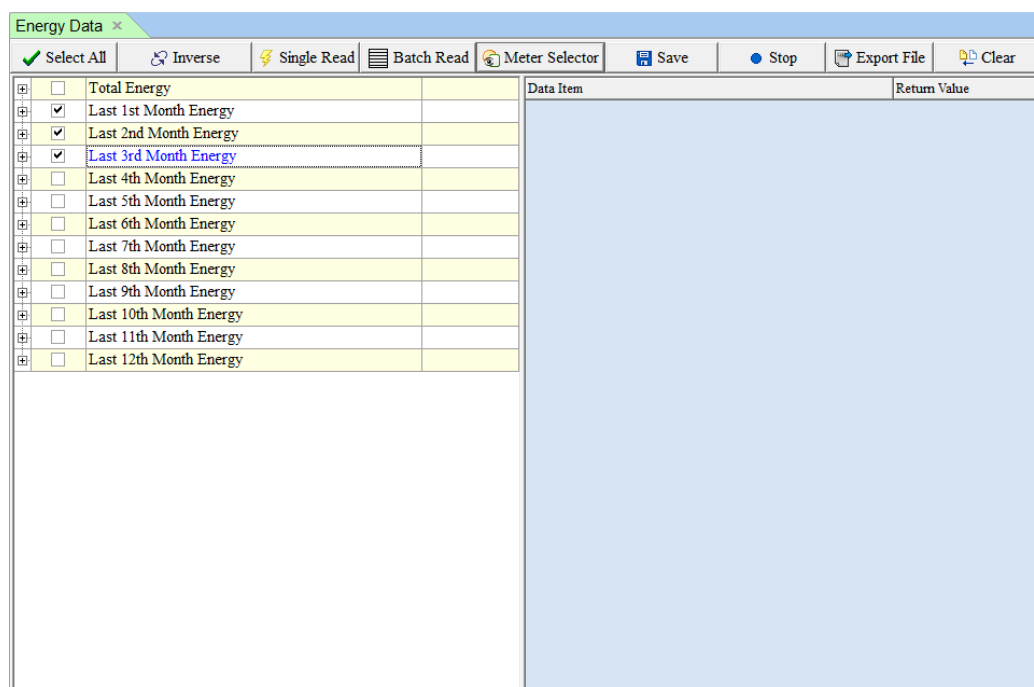 Energy Data
Select All Inverse Single Read Batch Read Meter Selector Save Stop Export File Clear
Total Energy
Last 1st Month Energy
Last 2nd Month Energy
Last 3rd Month Energy
Last 4th Month Energy
Last 5th Month Energy
Last 6th Month Energy
Last 7th Month Energy
Last 8th Month Energy
Last 9th Month Energy
Last 10th Month Energy
Last 11th Month Energy
Last 12th Month Energy
Data Item Return Value